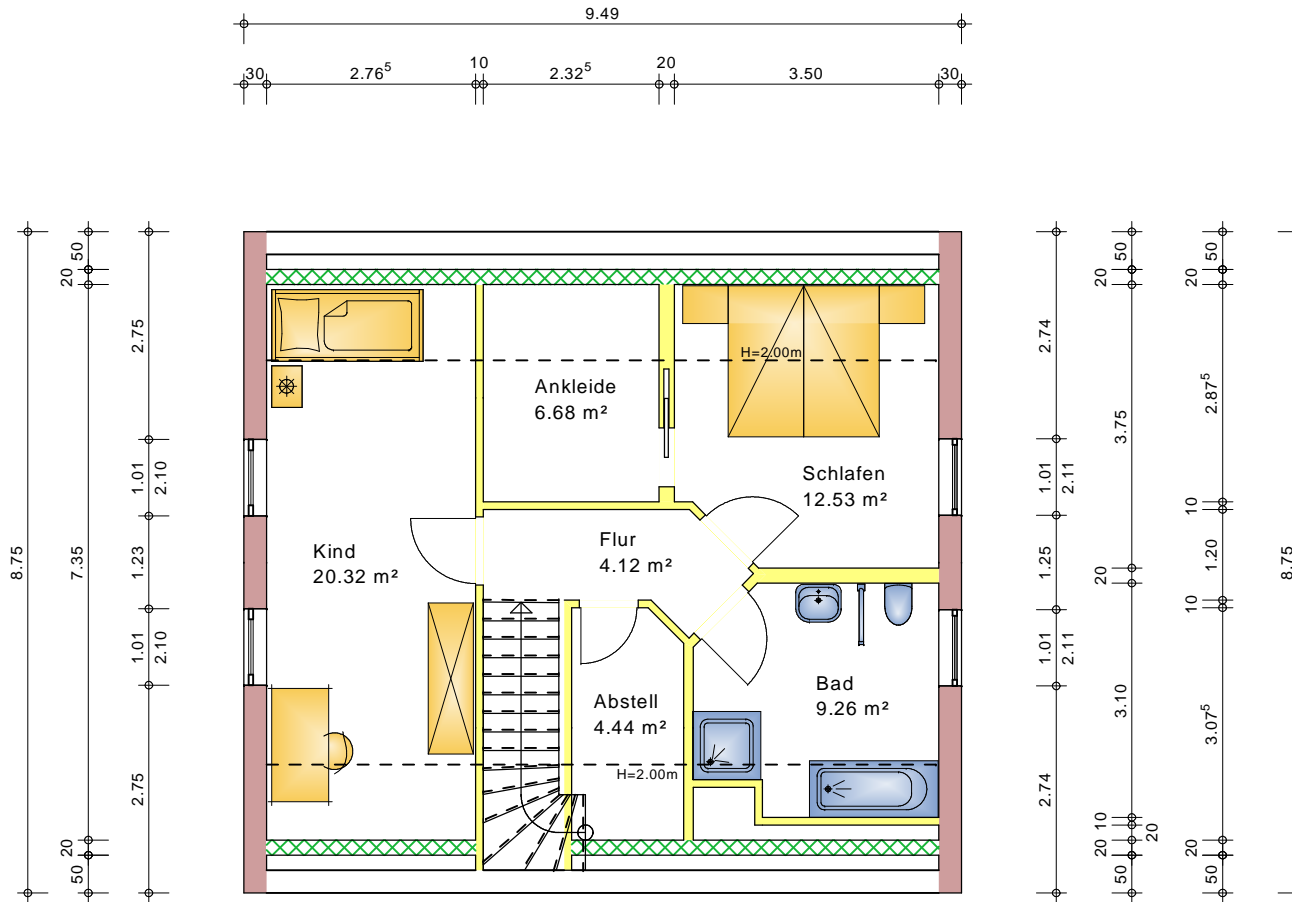 9.49
30 2.76⁵ 10 2.32⁵ 20 3.50 30
8.75
50
20
7.35
20
50
2.75
1.01 2.10
1.23
1.01 2.10
2.75
H=2.00m
Ankleide
6.68 m²
Schlafen
12.53 m²
Kind
20.32 m²
Flur
4.12 m²
Abstell
4.44 m²
Bad
9.26 m²
H=2.00m
2.74
1.01 2.11
1.25
1.01 2.11
2.74
50
20
3.75
20
3.10
10
20
20
50
50
20
2.87⁵
10
1.20
10
3.07⁵
20
50
8.75